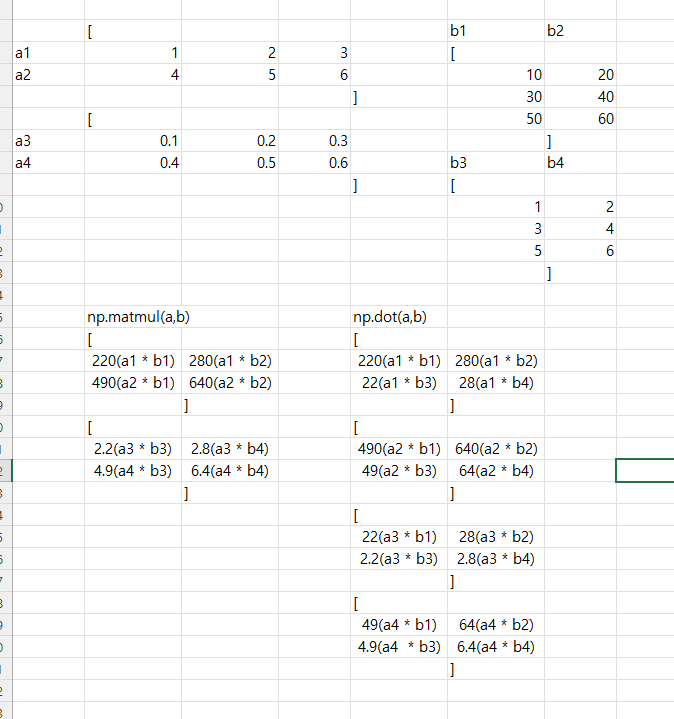 [ b1 b2
a1 1 2 3 [
a2 4 5 6 10 20
] 30 40
[ 50 60
a3 0.1 0.2 0.3 ]
a4 0.4 0.5 0.6 b3 b4
] [
1 2
3 4
5 6
]
np.matmul(a,b) np.dot(a,b)
[ [
220(a1 * b1) 280(a1 * b2) 220(a1 * b1) 280(a1 * b2)
490(a2 * b1) 640(a2 * b2) 22(a1 * b3) 28(a1 * b4)
] ]
[ [
2.2(a3 * b3) 2.8(a3 * b4) 490(a2 * b1) 640(a2 * b2)
4.9(a4 * b3) 6.4(a4 * b4) 49(a2 * b3) 64(a2 * b4)
] ]
[
22(a3 * b1) 28(a3 * b2)
2.2(a3 * b3) 2.8(a3 * b4)
]
[
49(a4 * b1) 64(a4 * b2)
4.9(a4  * b3) 6.4(a4 * b4)
]